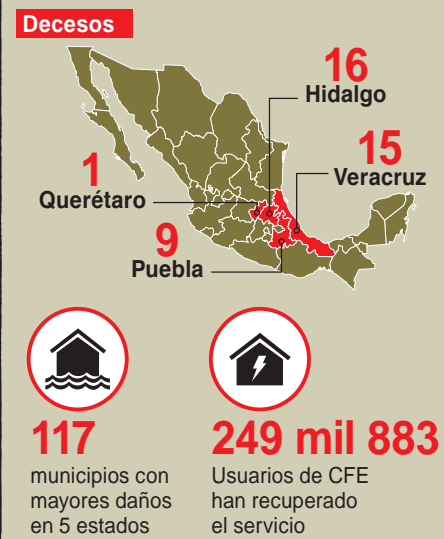 Decesos
16
Hidalgo
15
Veracruz
1
Querétaro
9
Puebla
117
municipios con
mayores daños
en 5 estados
249 mil 883
Usuarios de CFE
han recuperado
el servicio